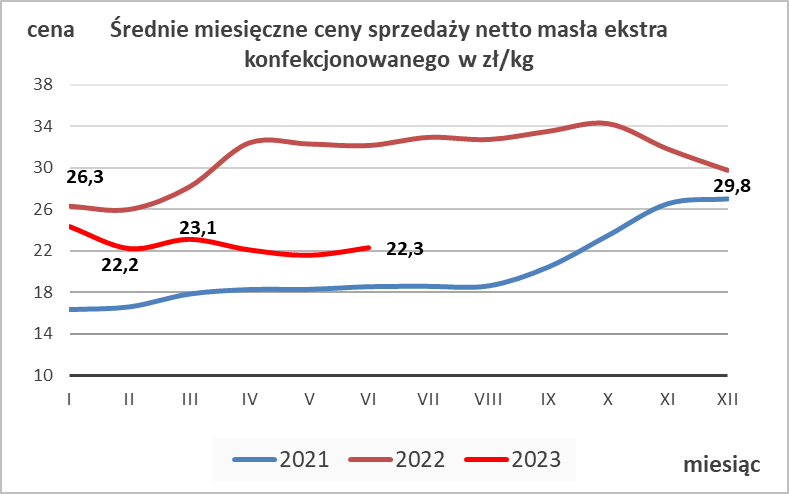 cena Średnie miesięczne ceny sprzedaży netto masła ekstra
konfekcjonowanego w zł/kg
38
34
30
26
22
18
14
10
26,3
22,2
23,1
22,3
29,8
I II III IV V VI VII VIII IX X XI XII
2021 2022 2023
miesiąc